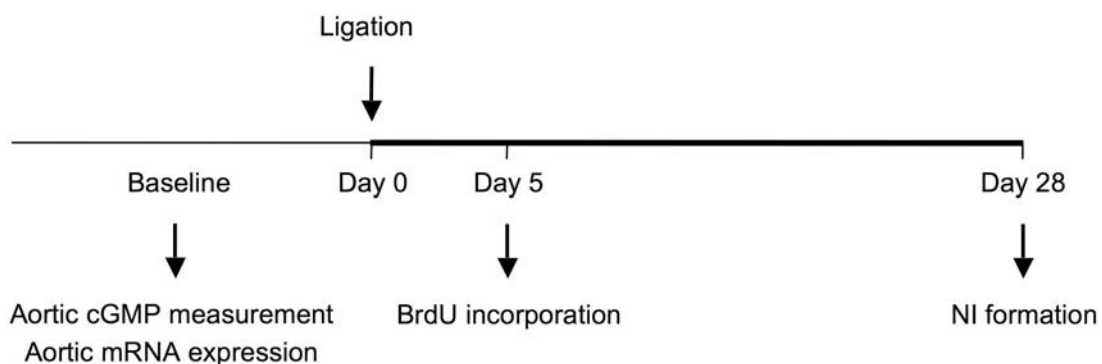 Ligation
Baseline
Day 0
Day 5
Day 28
Aortic cGMP measurement
Aortic mRNA expression
BrdU incorporation
NI formation